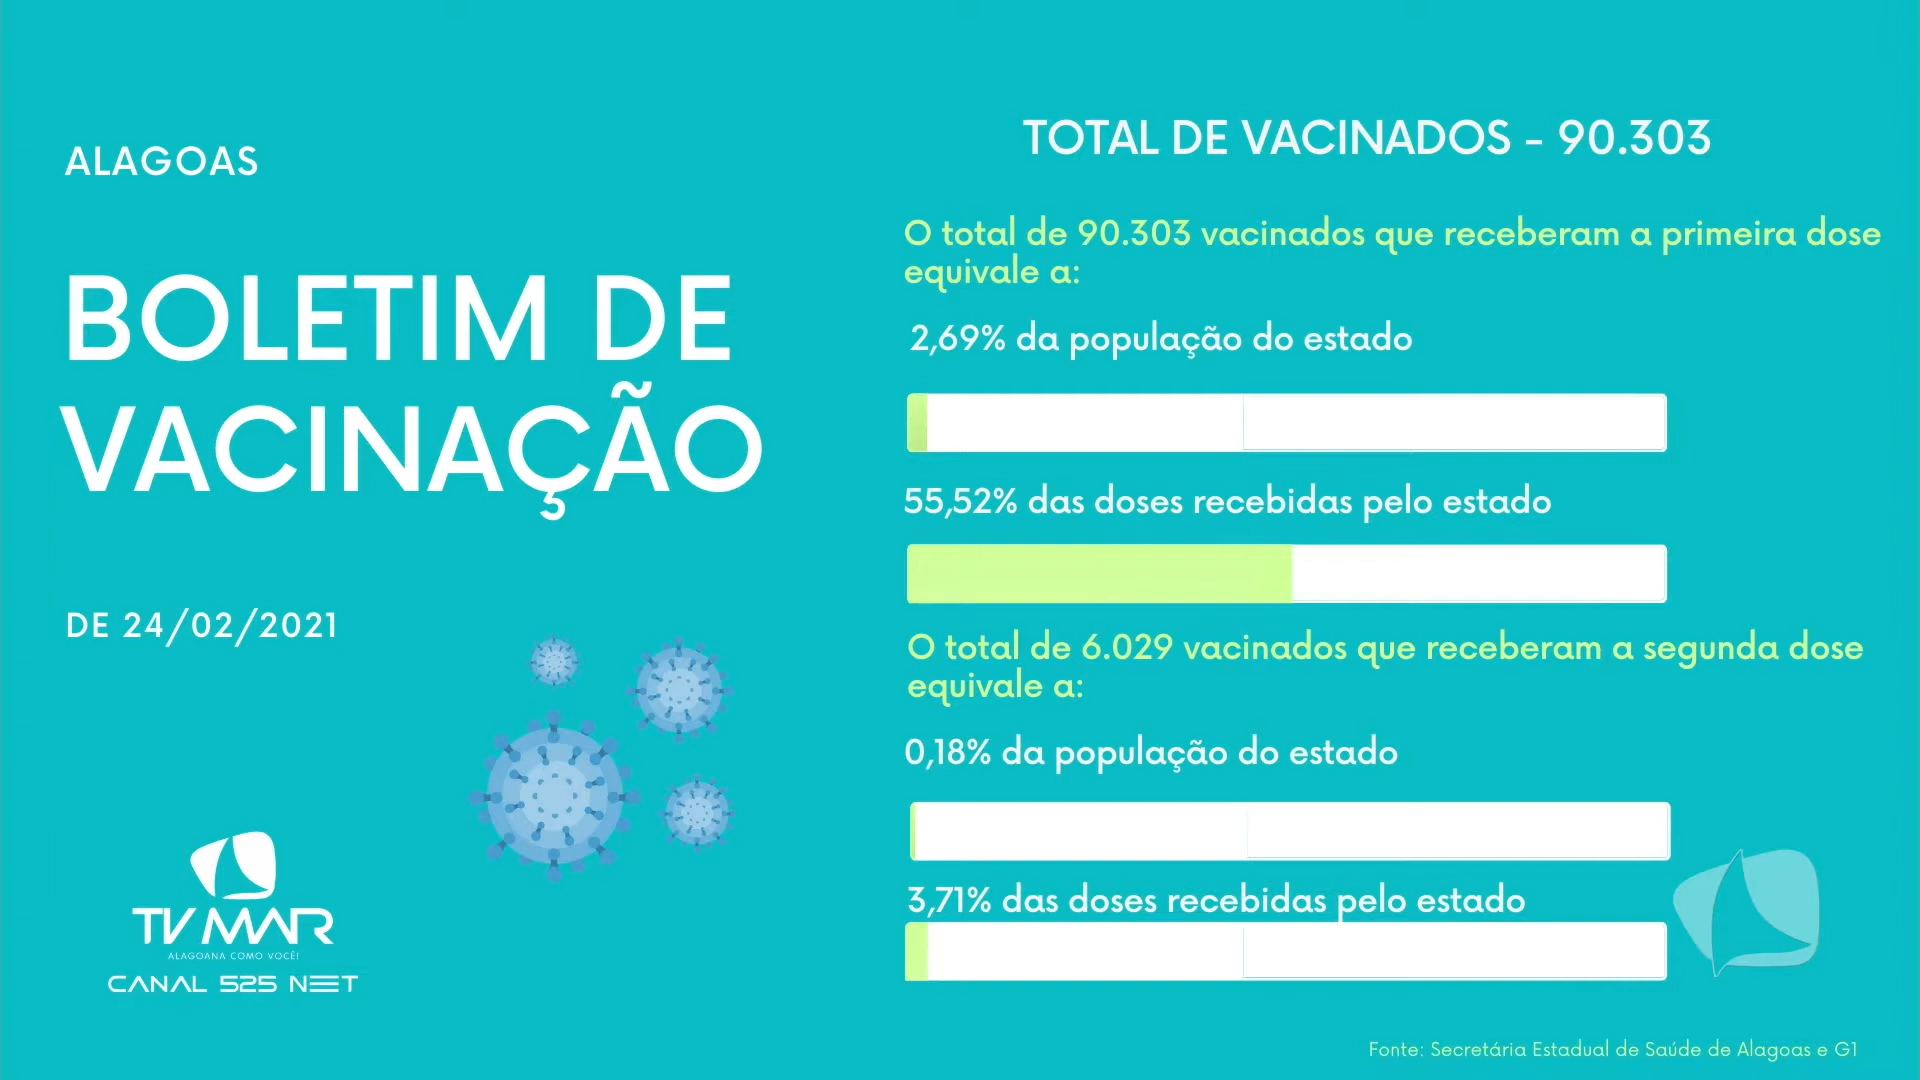 ALAGOAS
BOLETIM DE
VACINAÇÃO
DE 24/02/2021
TV MAR
ALAGOANA COMO VOCÊ!
CANAL 525 NET
TOTAL DE VACINADOS - 90.303
O total de 90.303 vacinados que receberam a primeira dose
equivale a:
2,69% da população do estado
55,52% das doses recebidas pelo estado
O total de 6.029 vacinados que receberam a segunda dose
equivale a:
0,18% da população do estado
3,71% das doses recebidas pelo estado
Fonte: Secretária Estadual de Saúde de Alagoas e G1